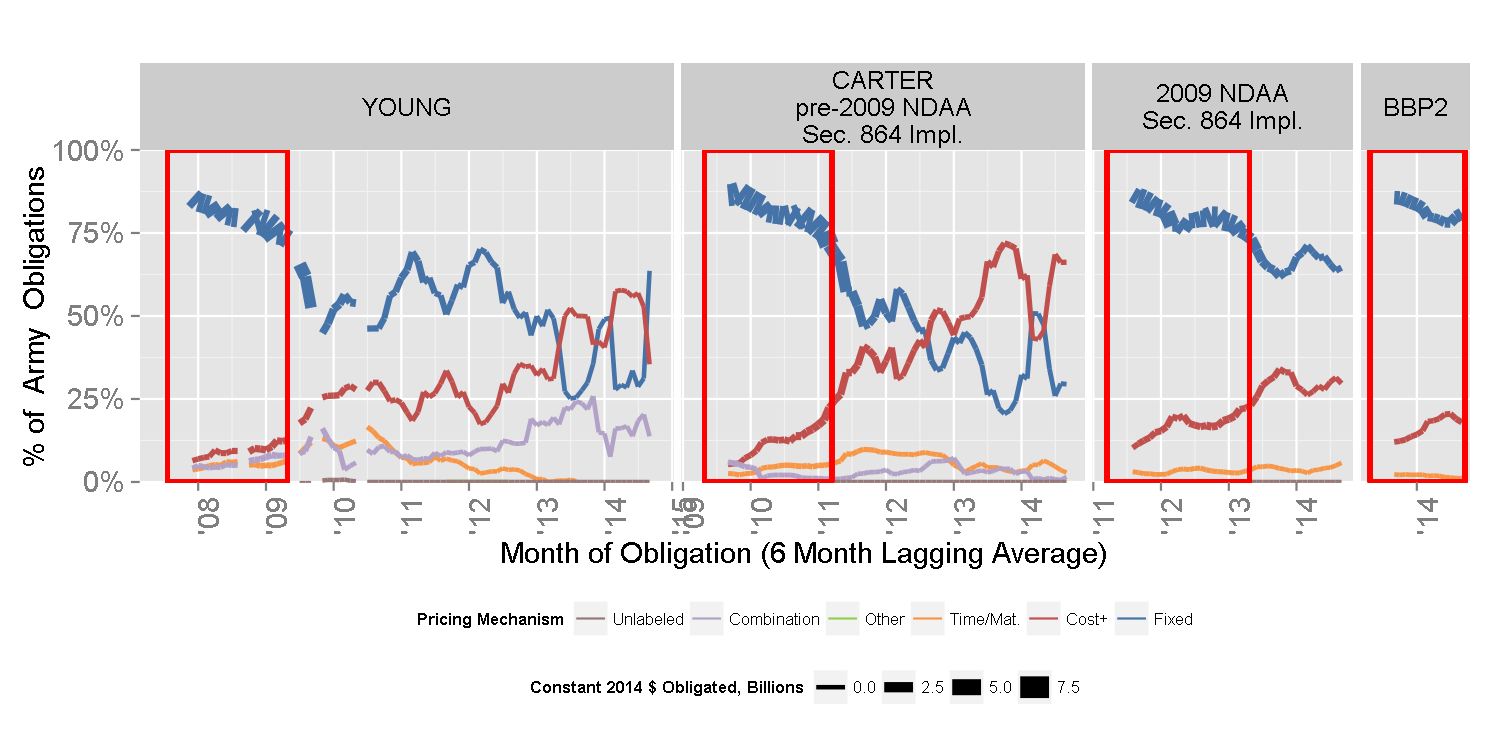 YOUNG
CARTER
pre-2009 NDAA
Sec. 864 Impl.
2009 NDAA
Sec. 864 Impl.
BBP2
% of Army Obligations
100%
75%
50%
25%
0%
'08
'09
'10
'11
'12
'13
'14
'15
'09
'10
'11
'12
'13
'14
'11
'12
'13
'14
'14
Month of Obligation (6 Month Lagging Average)
Pricing Mechanism Unlabeled Combination Other Time/Mat. Cost+ Fixed
Constant 2014 $ Obligated, Billions 0.0 2.5 5.0 7.5